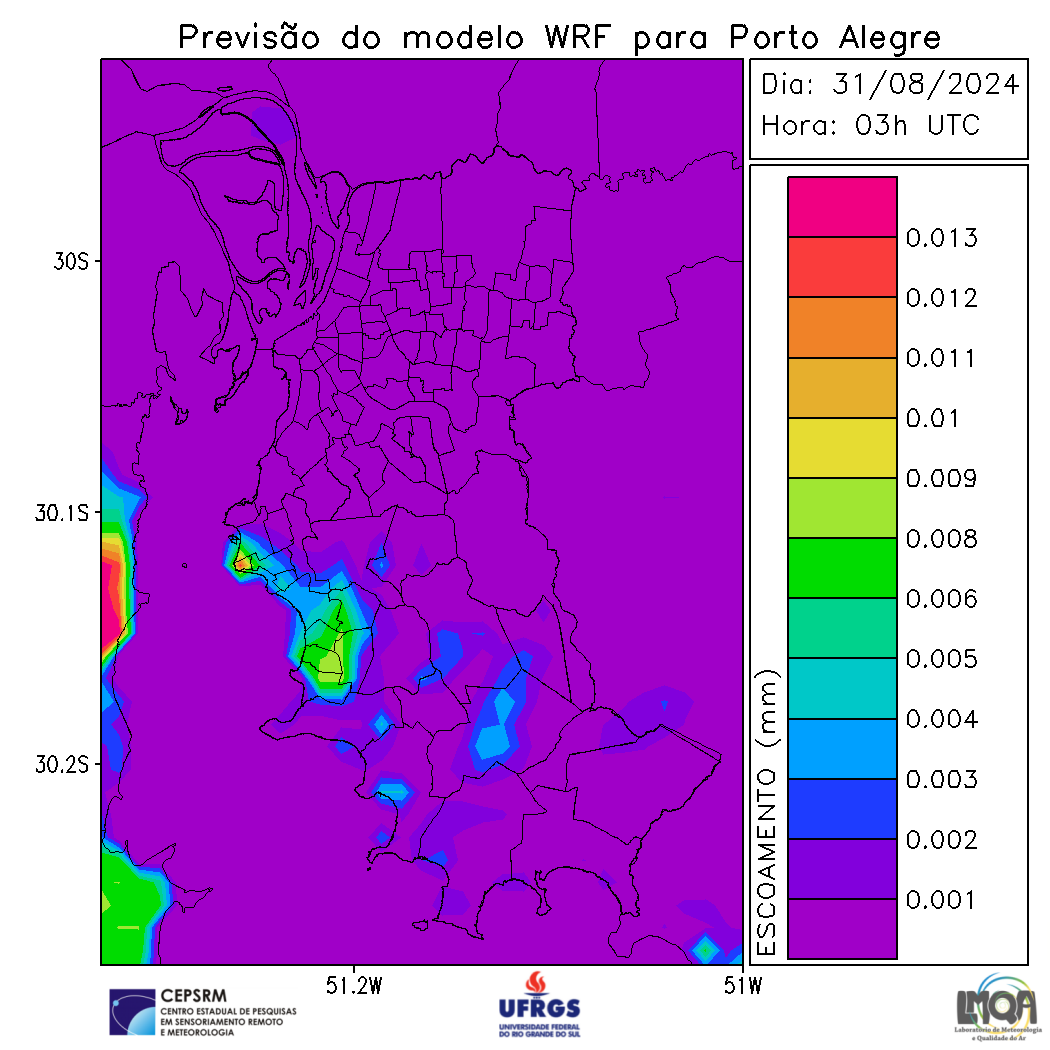 Previsão do modelo WRF para Porto Alegre
Dia: 31/08/2024
Hora: 03h UTC
30S
30.1S
30.2S
51.2W
51W
ESCOAMENTO (mm)
0.013
0.012
0.011
0.01
0.009
0.008
0.006
0.005
0.004
0.003
0.002
0.001
CEPSRM
CENTRO ESTADUAL DE PESQUISAS
EM SENSORIAMENTO REMOTO
E METEOROLOGIA
UFRGS
UNIVERSIDADE FEDERAL
DO RIO GRANDE DO SUL
LMQA
Laboratório de Meteorologia
e Qualidade do Ar